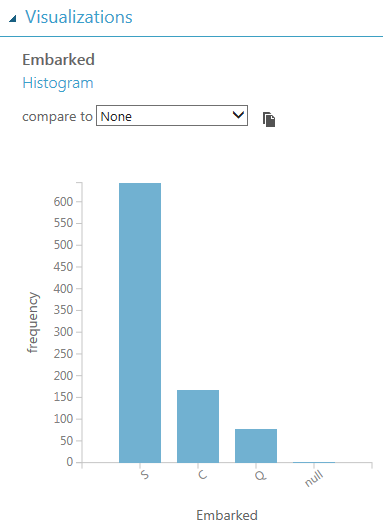 Visualizations
Embarked
Histogram
compare to None
600
550
500
450
400
350
300
250
200
150
100
50
0
frequency
S
C
Q
null
Embarked